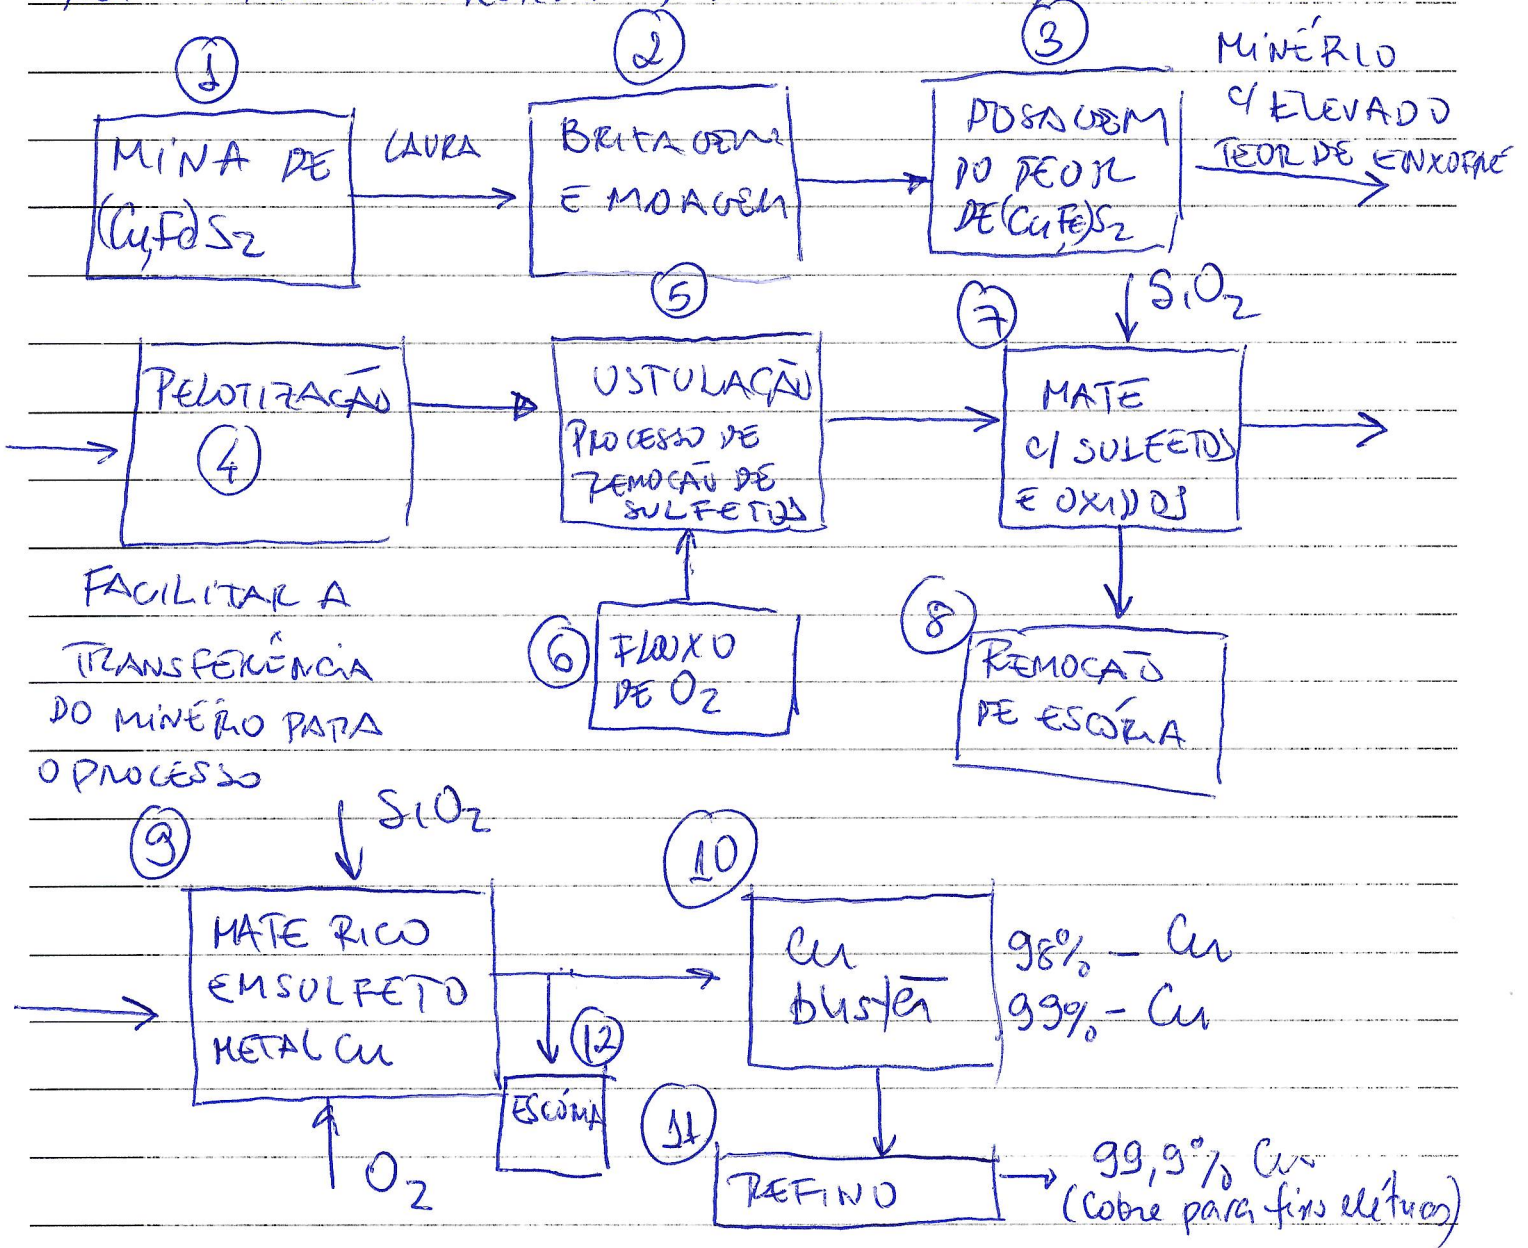 1
MINA DE
(Cu,Fe)S2
LAVRA
2
BRITAGEM
E MOAGEM
3
DOSAGEM
DO TEOR
DE (Cu,Fe)S2
MINÉRIO
C/ ELEVADO
TEOR DE ENXOFRE
PELOTIZAÇÃO
4
FACILITAR A
TRANSFERÊNCIA
DO MINÉRIO PARA
O PROCESSO
5
USTULAÇÃO
PROCESSO DE
REMOÇÃO DE
SULFETOS
6
FLUXO
DE O2
7
SiO2
MATE
C/ SULFETOS
E OXIDOS
8
REMOÇÃO
DE ESCÓRIA
9
SiO2
MATE RICO
EM SULFETO
METAL Cu
O2
12
ESCÓRIA
10
Cu
blister
98% - Cu
99% - Cu
11
REFINO
99,9% Cu
(Cobre para fins elétricos)